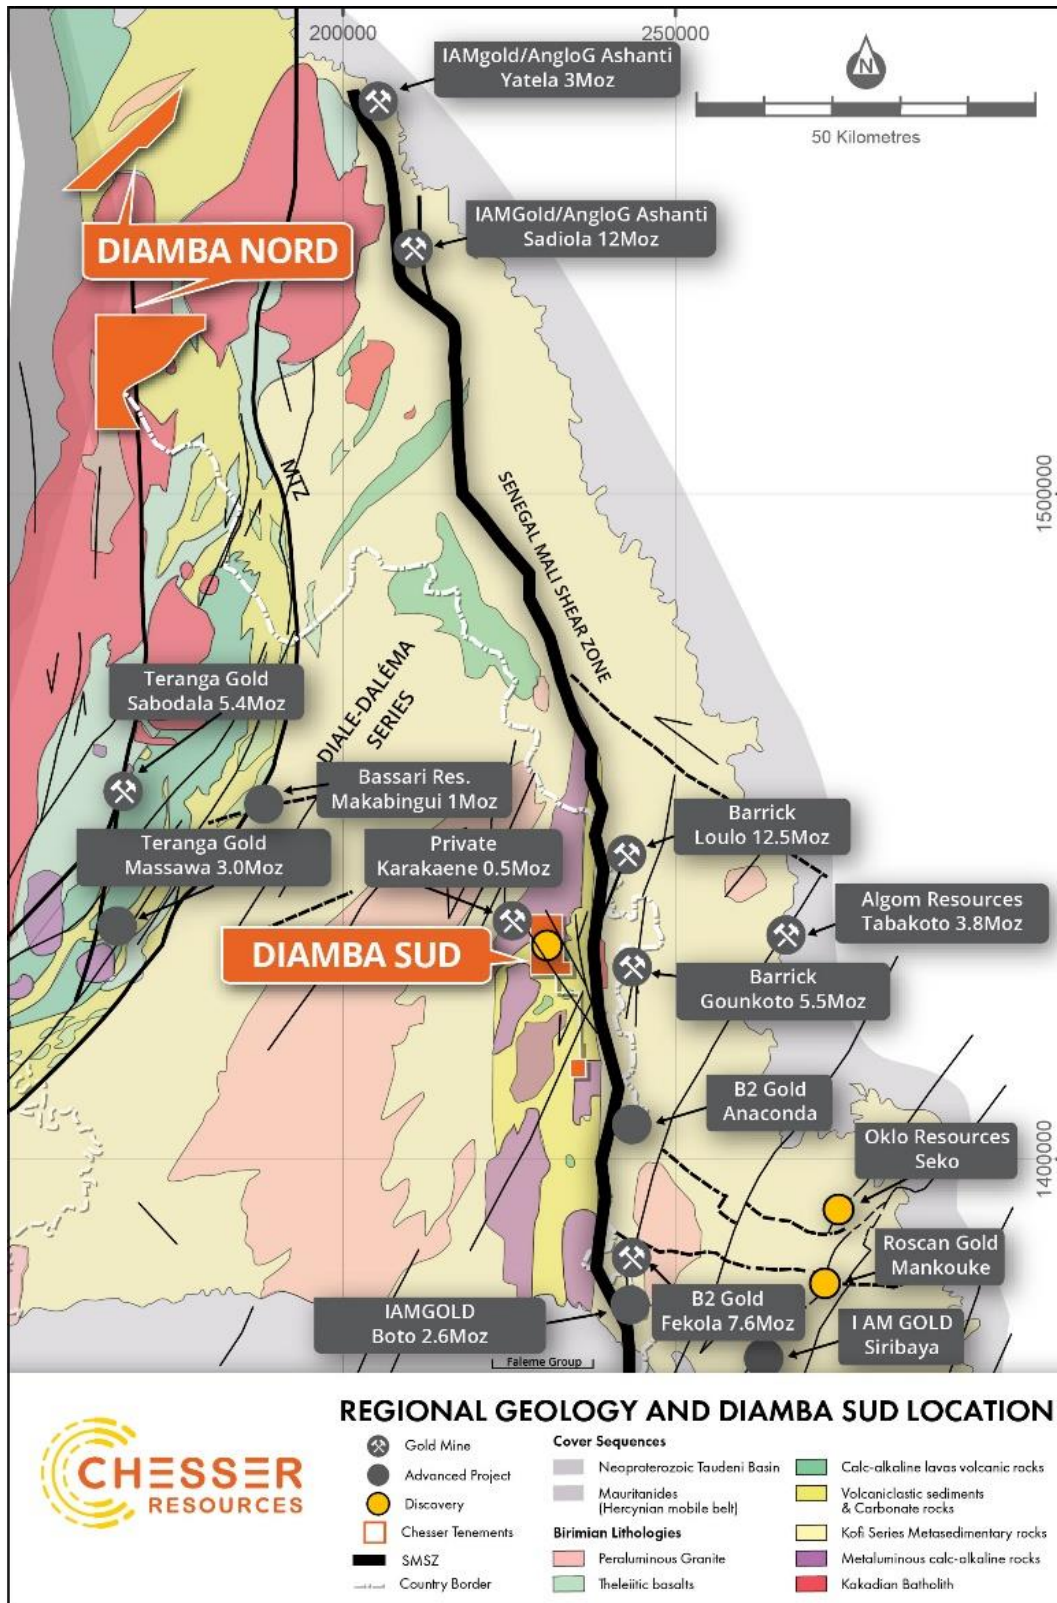 200000
250000
IAMgold/AngloG Ashanti
Yatela 3Moz
N
50 Kilometres
IAMGold/AngloG Ashanti
Sadiola 12Moz
DIAMBA NORD
MTZ
SENEGAL MALI SHEAR ZONE
1500000
DIALE-DALÉMA
SERIES
Teranga Gold
Sabodala 5.4Moz
Bassari Res.
Makabingui 1Moz
Teranga Gold
Massawa 3.0Moz
Private
Karakaene 0.5Moz
Barrick
Loulo 12.5Moz
Algom Resources
Tabakoto 3.8Moz
DIAMBA SUD
Barrick
Gounkoto 5.5Moz
B2 Gold
Anaconda
Oklo Resources
Seko
1400000
Roscan Gold
Mankouke
IAMGOLD
Boto 2.6Moz
B2 Gold
Fekola 7.6Moz
I AM GOLD
Siribaya
Faleme Group
CHESSER
RESOURCES
REGIONAL GEOLOGY AND DIAMBA SUD LOCATION
Gold Mine
Advanced Project
Discovery
Chesser Tenements
SMSZ
Country Border
Cover Sequences
Neoproterozoic Taudeni Basin
Mauritanides
(Hercynian mobile belt)
Birimian Lithologies
Peraluminous Granite
Theleiitic basalts
Calc-alkaline lavas volcanic rocks
Volcaniclastic sediments
& Carbonate rocks
Kofi Series Metasedimentary rocks
Metaluminous calc-alkaline rocks
Kakadian Batholith